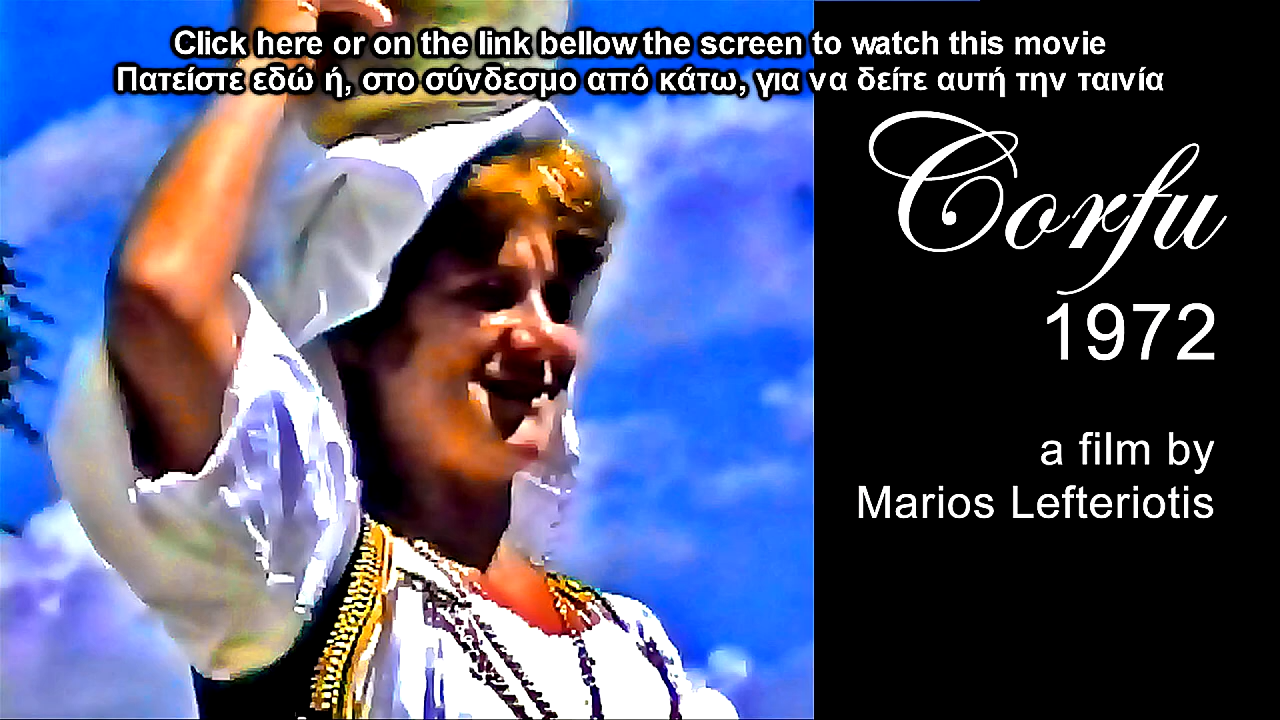 Click here or on the link bellow the screen to watch this movie
Πατείστε εδώ ή, στο σύνδεσμο από κάτω, για να δείτε αυτή την ταινία
Corfu
1972
a film by
Marios Lefteriotis